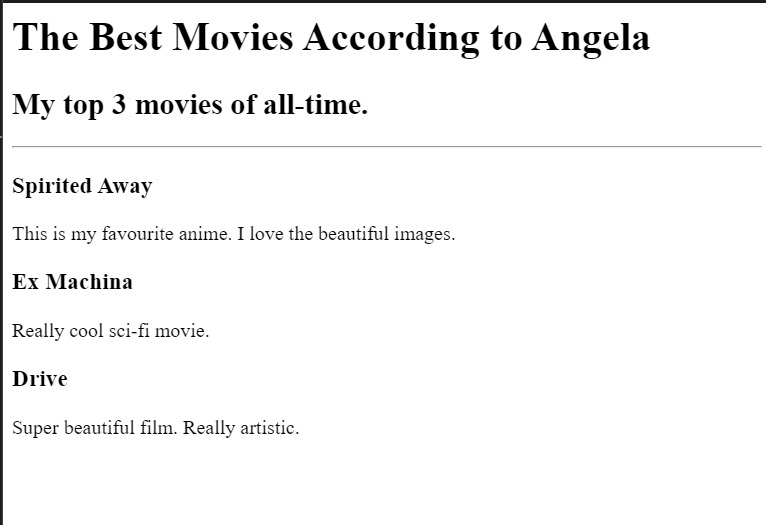 The Best Movies According to Angela
My top 3 movies of all-time.
Spirited Away
This is my favourite anime. I love the beautiful images.
Ex Machina
Really cool sci-fi movie.
Drive
Super beautiful film. Really artistic.